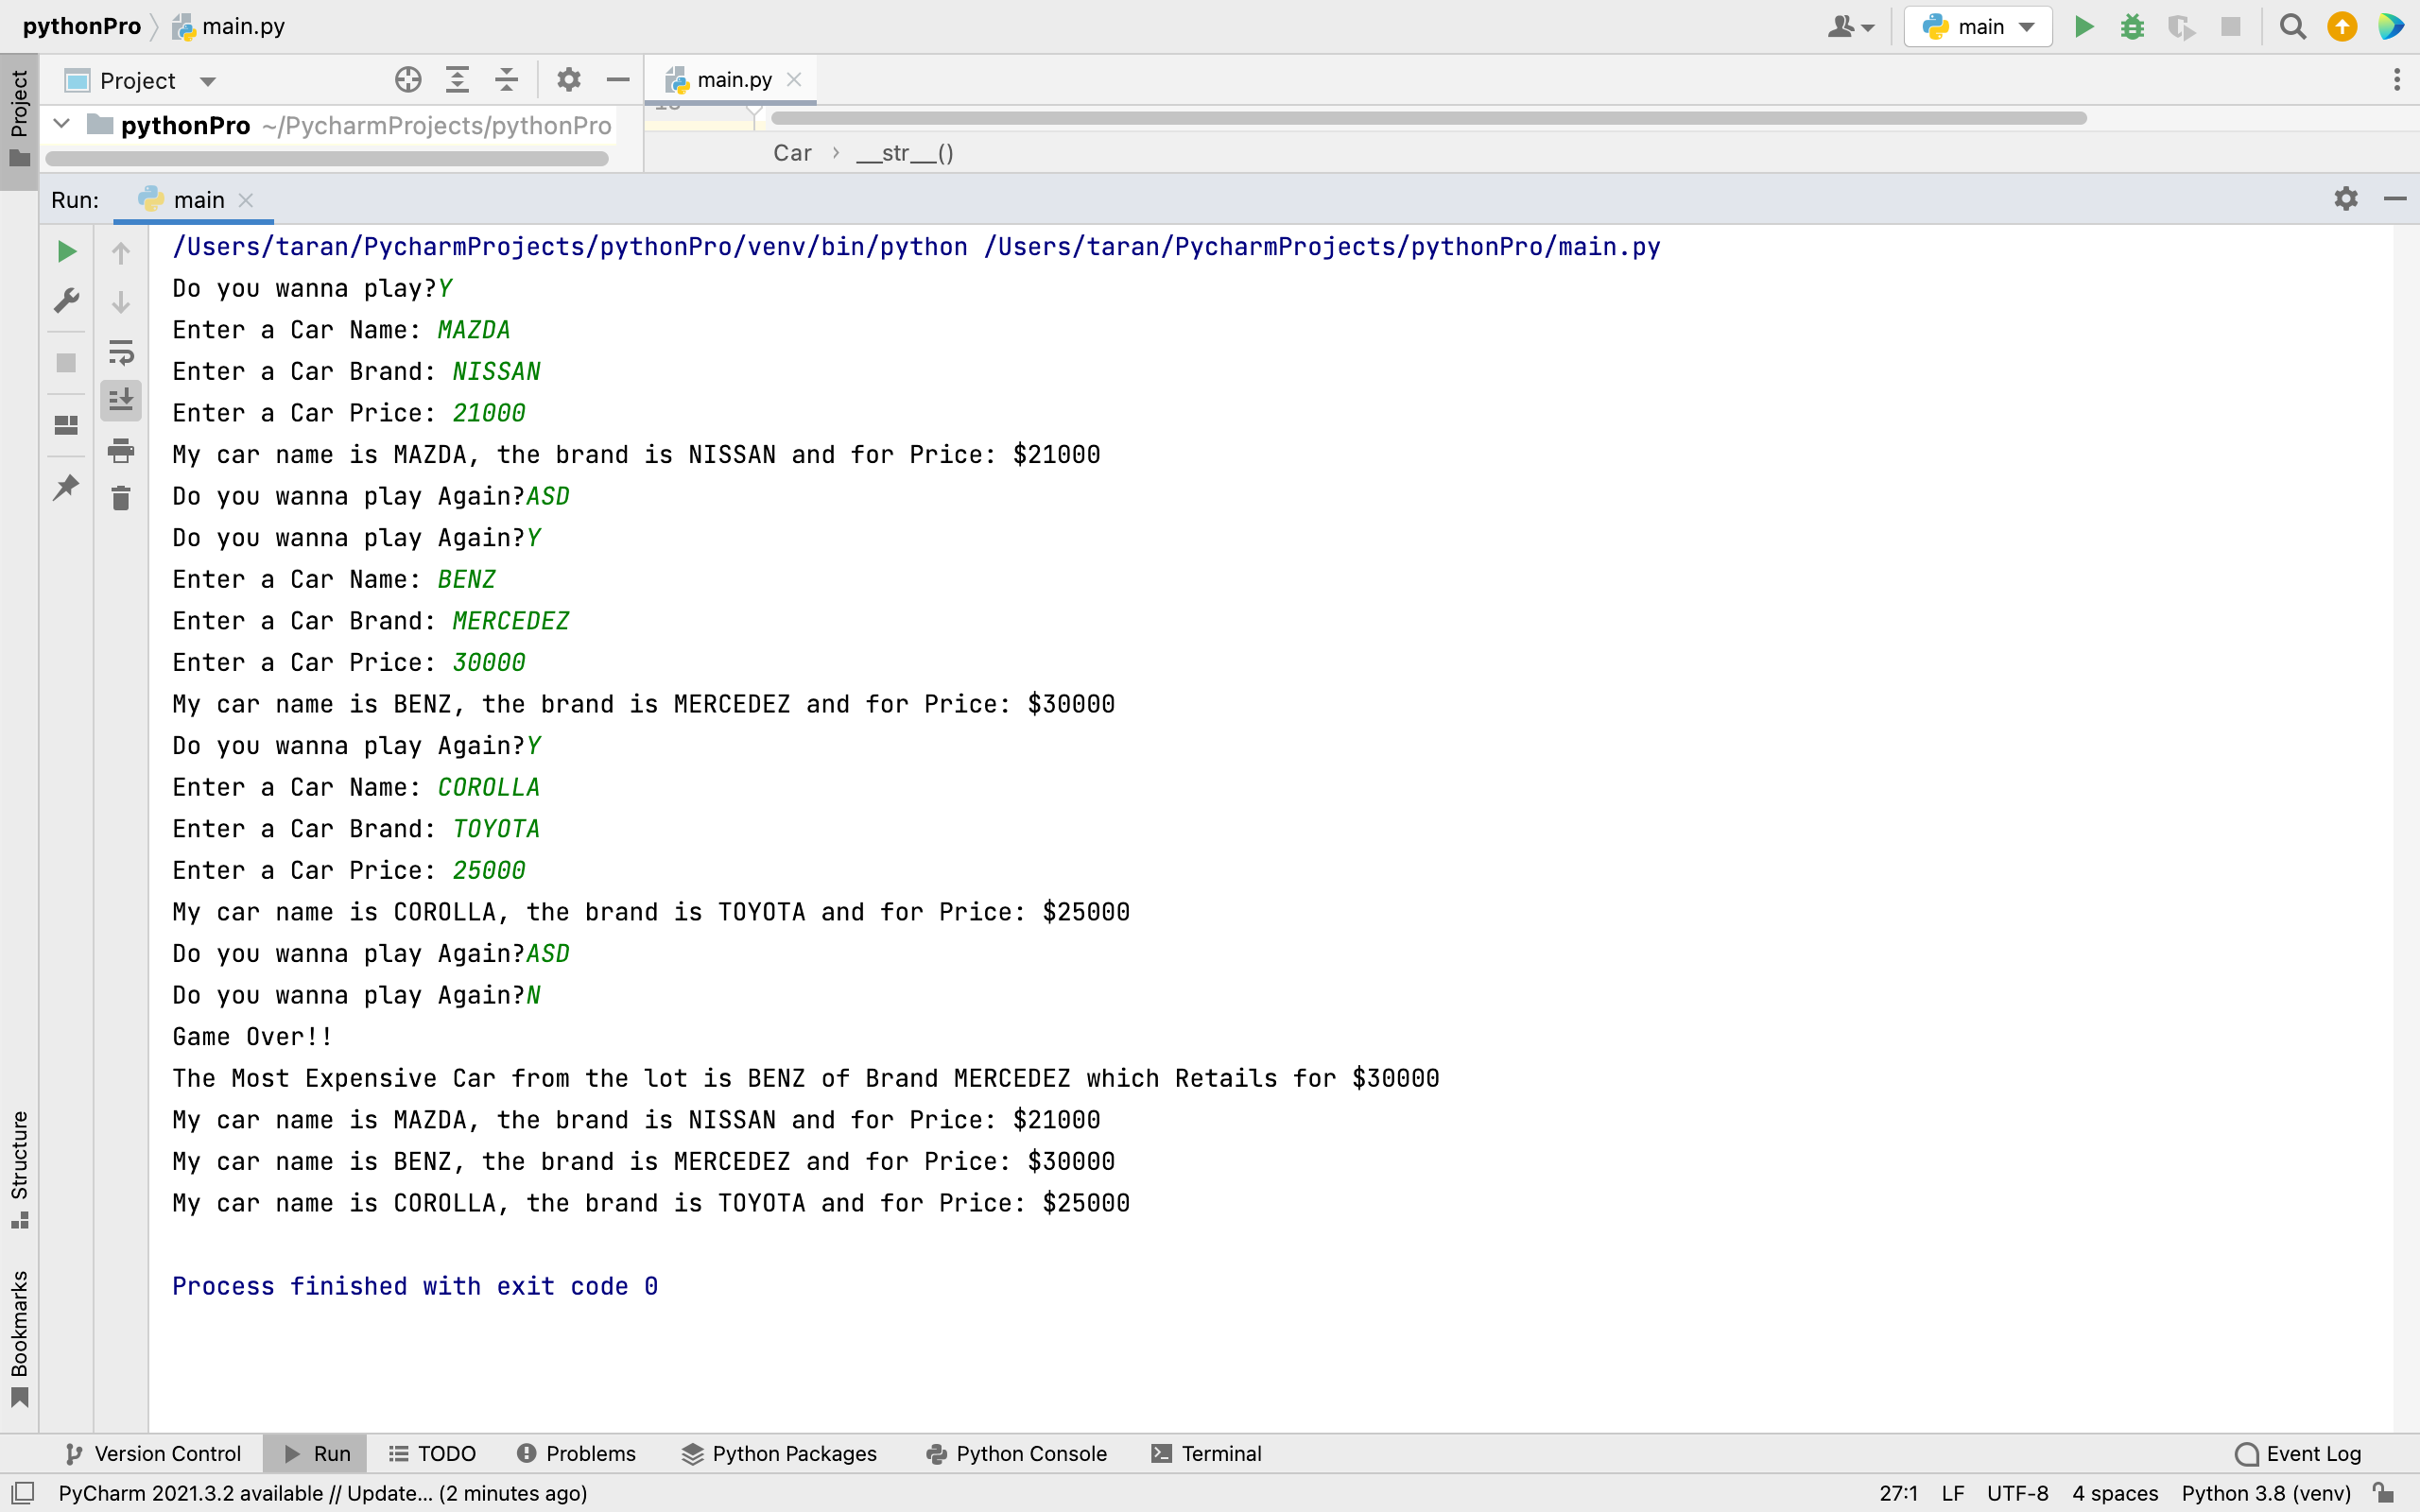 pythonPro main.py
main
Project
main.py
Project
pythonPro ~/PycharmProjects/pythonPro
Car › __str__()
Run: main
/Users/taran/PycharmProjects/pythonPro/venv/bin/python /Users/taran/PycharmProjects/pythonPro/main.py
Do you wanna play?Y
Enter a Car Name: MAZDA
Enter a Car Brand: NISSAN
Enter a Car Price: 21000
My car name is MAZDA, the brand is NISSAN and for Price: $21000
Do you wanna play Again?ASD
Do you wanna play Again?Y
Enter a Car Name: BENZ
Enter a Car Brand: MERCEDEZ
Enter a Car Price: 30000
My car name is BENZ, the brand is MERCEDEZ and for Price: $30000
Do you wanna play Again?Y
Enter a Car Name: COROLLA
Enter a Car Brand: TOYOTA
Enter a Car Price: 25000
My car name is COROLLA, the brand is TOYOTA and for Price: $25000
Do you wanna play Again?ASD
Do you wanna play Again?N
Game Over!!
The Most Expensive Car from the lot is BENZ of Brand MERCEDEZ which Retails for $30000
My car name is MAZDA, the brand is NISSAN and for Price: $21000
My car name is BENZ, the brand is MERCEDEZ and for Price: $30000
My car name is COROLLA, the brand is TOYOTA and for Price: $25000
Process finished with exit code 0
Structure
Bookmarks
Version Control Run TODO Problems Python Packages Python Console Terminal Event Log
PyCharm 2021.3.2 available // Update... (2 minutes ago) 27:1 LF UTF-8 4 spaces Python 3.8 (venv)